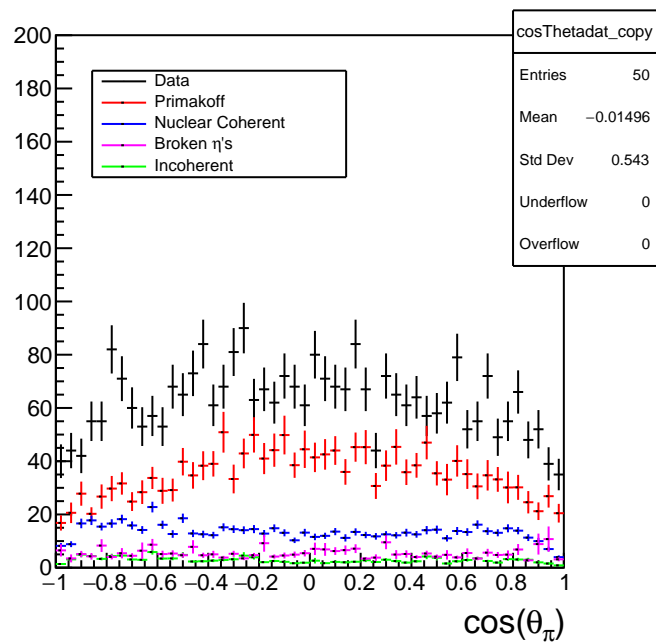 cosThetadat_copy
Entries 50
Mean −0.01496
Std Dev 0.543
Underflow 0
Overflow 0
Data
Primakoff
Nuclear Coherent
Broken η's
Incoherent
200
180
160
140
120
100
80
60
40
20
0
−1 −0.8 −0.6 −0.4 −0.2 0 0.2 0.4 0.6 0.8 1
cos(θπ)